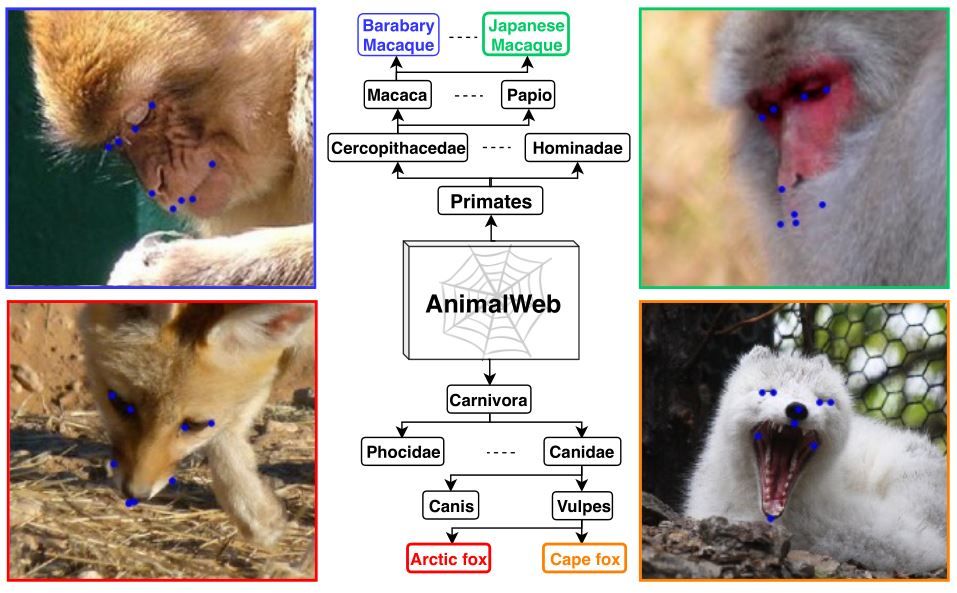 Barabary
Macaque
Japanese
Macaque
Macaca
Papio
Cercopithacedae
Hominadae
Primates
AnimalWeb
Carnivora
Phocidae
Canidae
Canis
Vulpes
Arctic fox
Cape fox